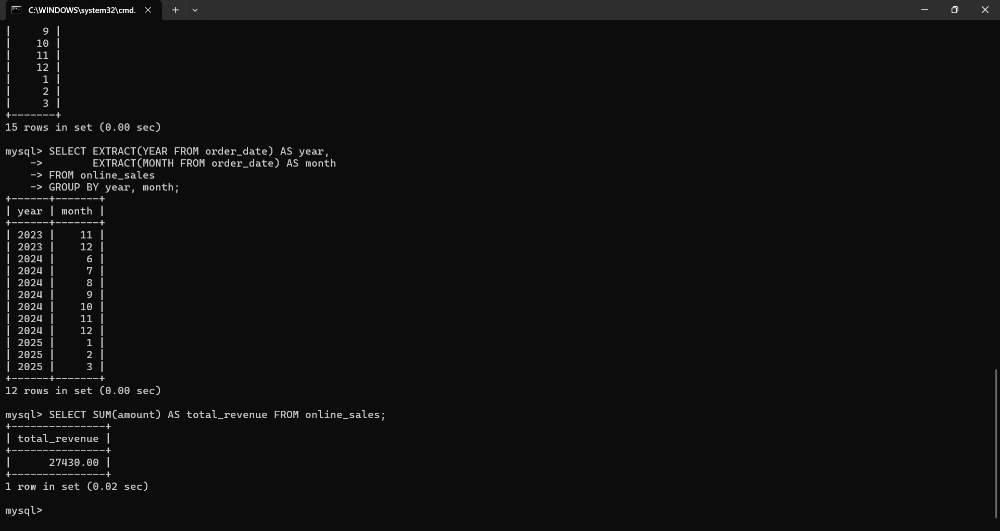 C:\WINDOWS\system32\cmd.
|     9 |
|    10 |
|    11 |
|    12 |
|     1 |
|     2 |
|     3 |
+-------+
15 rows in set (0.00 sec)

mysql> SELECT EXTRACT(YEAR FROM order_date) AS year,
    ->        EXTRACT(MONTH FROM order_date) AS month
    -> FROM online_sales
    -> GROUP BY year, month;
+------+-------+
| year | month |
+------+-------+
| 2023 |    11 |
| 2023 |    12 |
| 2024 |     6 |
| 2024 |     7 |
| 2024 |     8 |
| 2024 |     9 |
| 2024 |    10 |
| 2024 |    11 |
| 2024 |    12 |
| 2025 |     1 |
| 2025 |     2 |
| 2025 |     3 |
+------+-------+
12 rows in set (0.00 sec)

mysql> SELECT SUM(amount) AS total_revenue FROM online_sales;
+---------------+
| total_revenue |
+---------------+
|      27430.00 |
+---------------+
1 row in set (0.02 sec)

mysql>